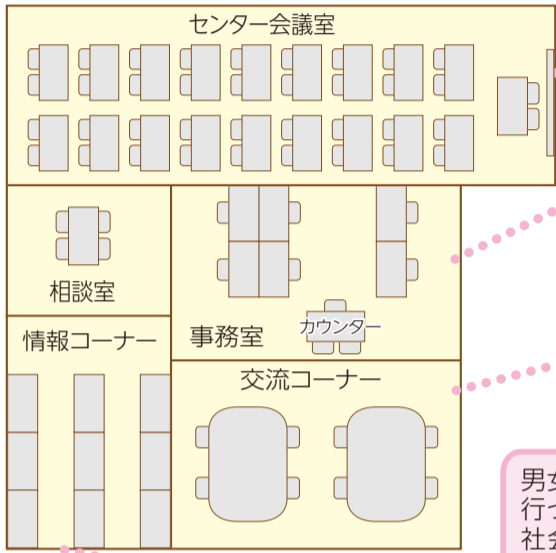 センター会議室
相談室
情報コーナー
事務室
カウンター
交流コーナー
男女
行
社会